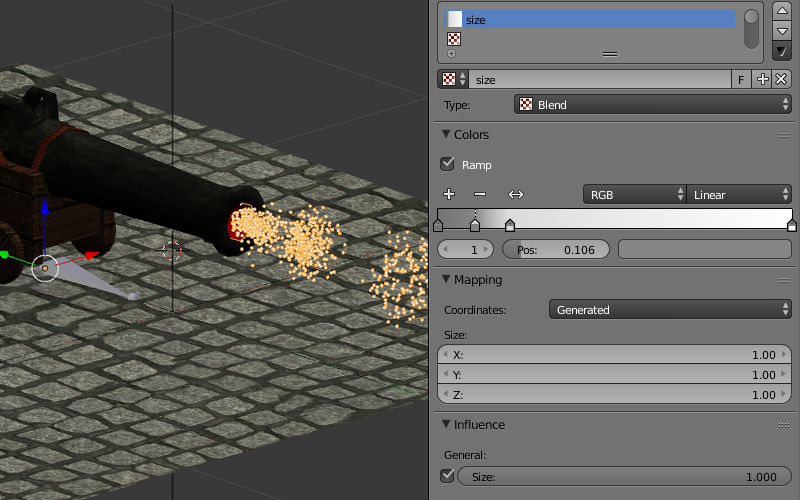 size
size F
Type: Blend
Colors
Ramp
RGB Linear
1 Pos: 0.106
Mapping
Coordinates: Generated
Size:
X: 1.00
Y: 1.00
Z: 1.00
Influence
General:
Size: 1.000